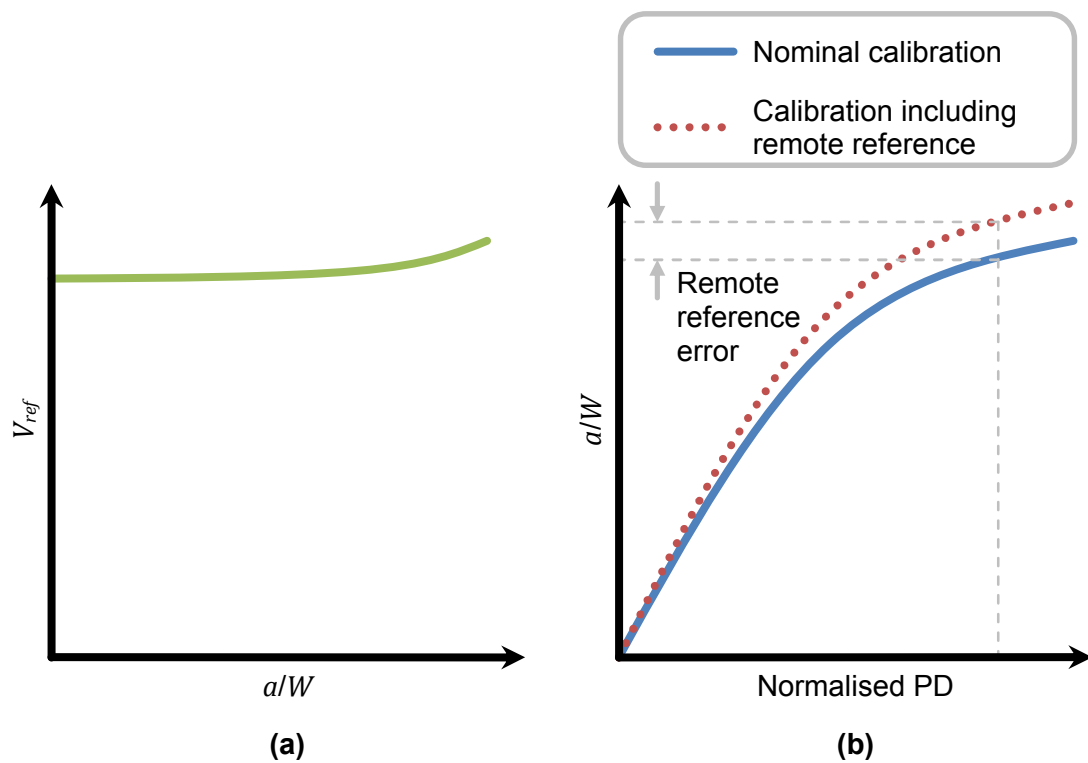 Nominal calibration
Calibration including
remote reference
V_ref
a/W
(a)
Remote
reference
error
a/W
Normalised PD
(b)